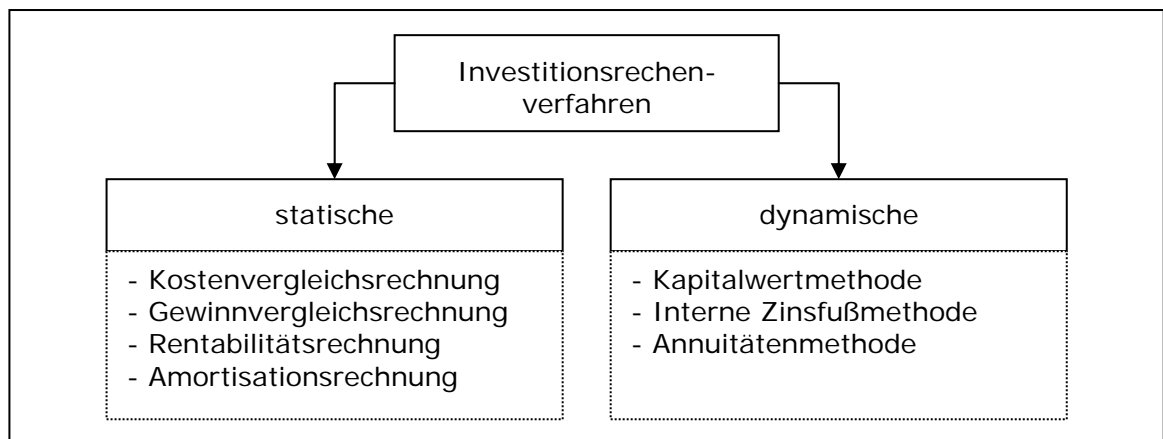 Investitionsrechen-
verfahren
statische
- Kostenvergleichsrechnung
- Gewinnvergleichsrechnung
- Rentabilitätsrechnung
- Amortisationsrechnung
dynamische
- Kapitalwertmethode
- Interne Zinsfußmethode
- Annuitätenmethode